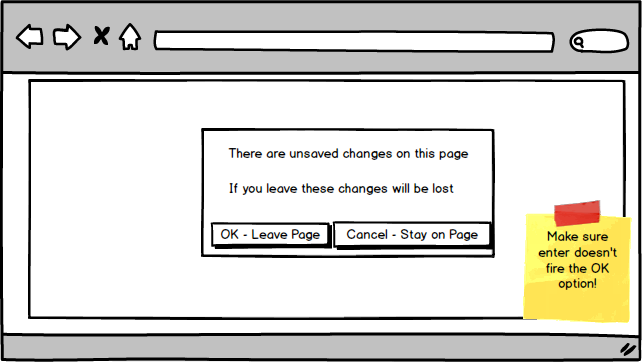 There are unsaved changes on this page
If you leave these changes will be lost
OK - Leave Page
Cancel - Stay on Page
Make sure
enter doesn't
fire the OK
option!